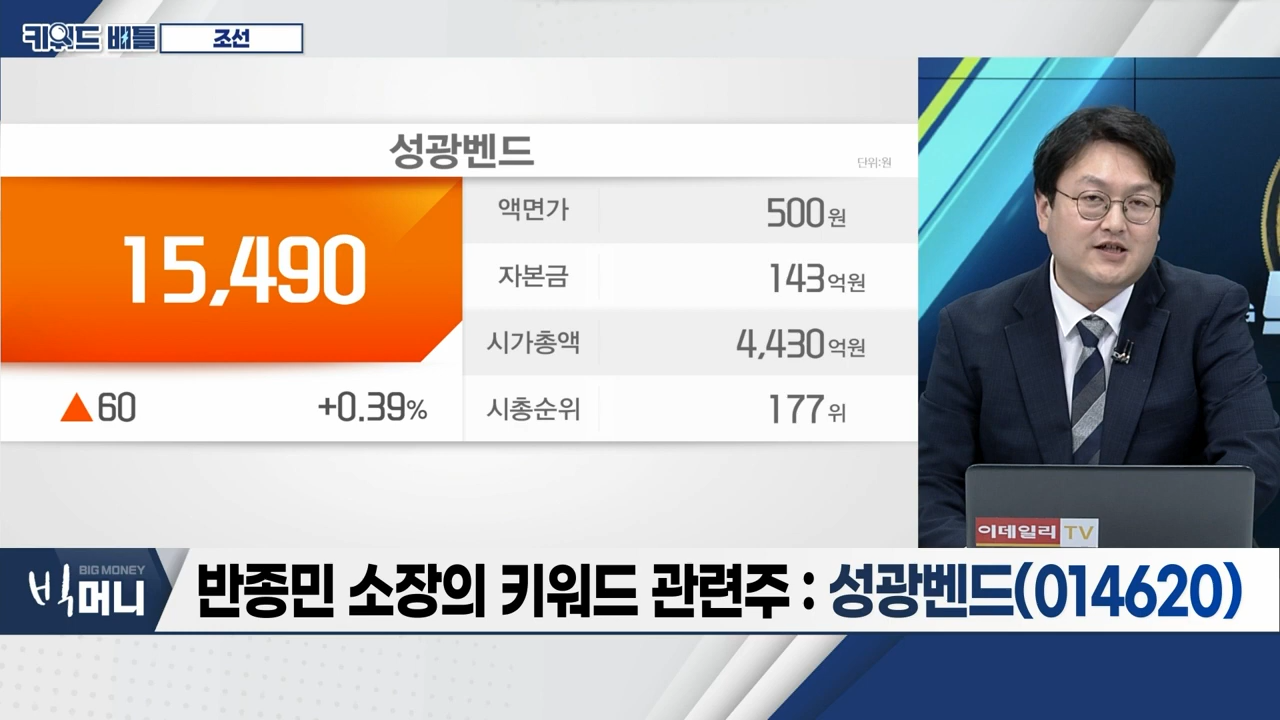 키워드 배틀 조선
성광벤드
단위:원
15,490
▲60 +0.39%
액면가 500원
자본금 143억원
시가총액 4,430억원
시총순위 177위
이데일리 TV
BIG MONEY
빅머니
반종민 소장의 키워드 관련주 : 성광벤드(014620)